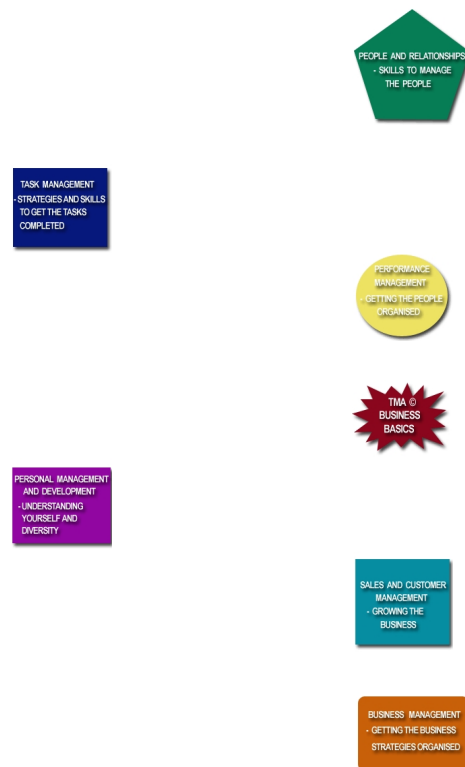 PEOPLE AND RELATIONSHIPS
- SKILLS TO MANAGE
THE PEOPLE
TASK MANAGEMENT
- STRATEGIES AND SKILLS
TO GET THE TASKS
COMPLETED
PERFORMANCE
MANAGEMENT
- GETTING THE PEOPLE
ORGANISED
TMA ©
BUSINESS
BASICS
PERSONAL MANAGEMENT
AND DEVELOPMENT
- UNDERSTANDING
YOURSELF AND
DIVERSITY
SALES AND CUSTOMER
MANAGEMENT
- GROWING THE
BUSINESS
BUSINESS MANAGEMENT
- GETTING THE BUSINESS
STRATEGIES ORGANISED